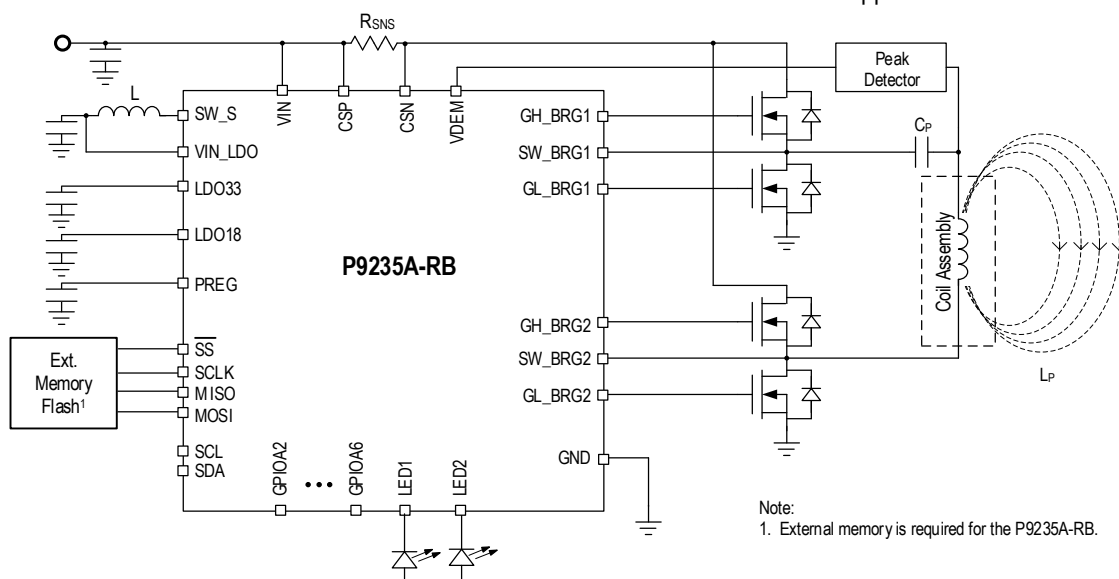 RSNS
Peak
Detector
L
SW_S
VIN
CSP
CSN
VDEM
GH_BRG1
CP
VIN_LDO
SW_BRG1
LDO33
GL_BRG1
LDO18
P9235A-RB
Coil Assembly
PREG
GH_BRG2
Ext.
Memory
Flash1
SS
SCLK
MISO
MOSI
SW_BRG2
LP
GL_BRG2
SCL
SDA
GPIOA2
•••
GPIOA6
LED1
LED2
GND
Note:
1. External memory is required for the P9235A-RB.